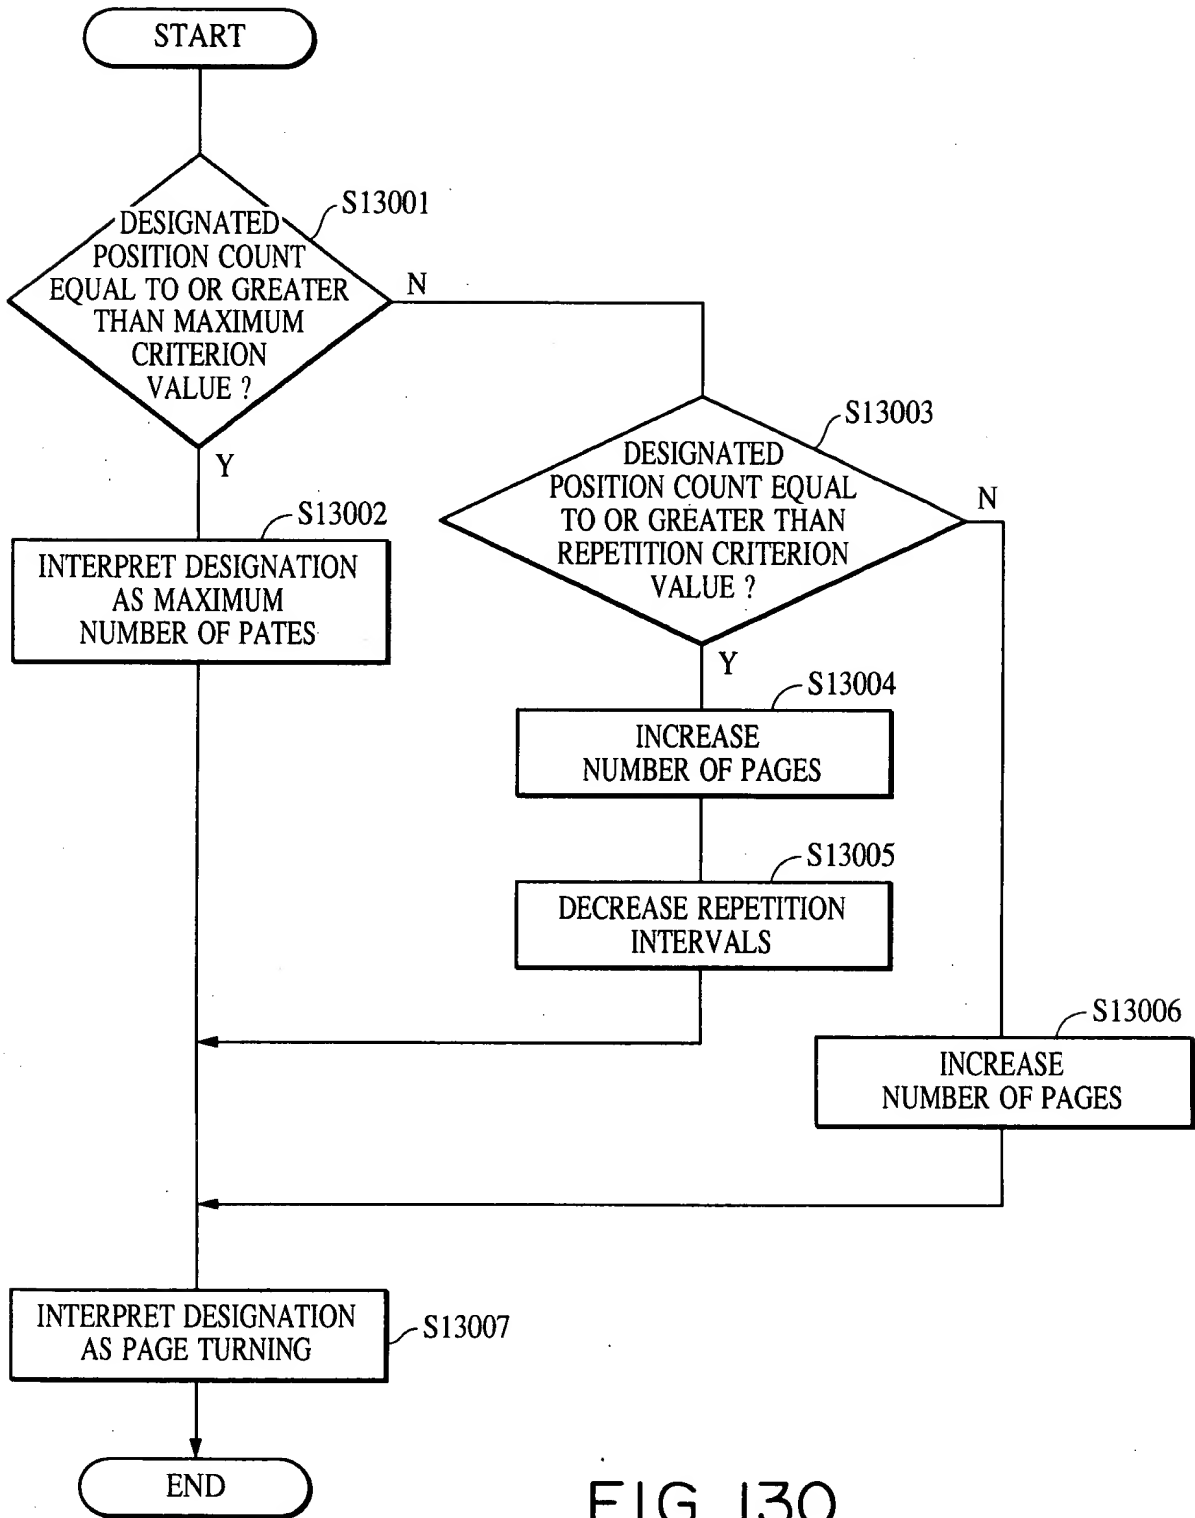 START
S13001
DESIGNATED
POSITION COUNT
EQUAL TO OR GREATER
THAN MAXIMUM
CRITERION
VALUE ?
N
Y
S13002
INTERPRET DESIGNATION
AS MAXIMUM
NUMBER OF PATES
S13003
DESIGNATED
POSITION COUNT EQUAL
TO OR GREATER THAN
REPETITION CRITERION
VALUE ?
N
Y
S13004
INCREASE
NUMBER OF PAGES
S13005
DECREASE REPETITION
INTERVALS
S13006
INCREASE
NUMBER OF PAGES
INTERPRET DESIGNATION
AS PAGE TURNING
S13007
END
FIG 130